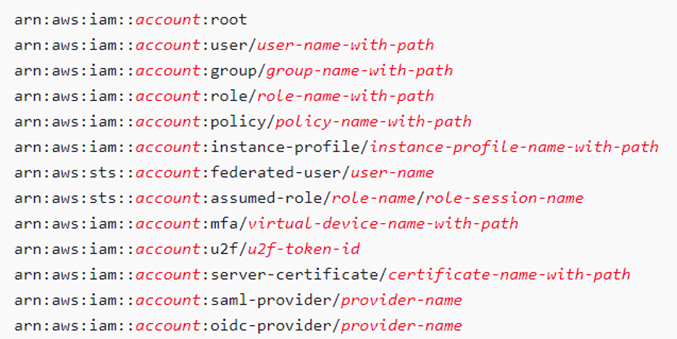 arn:aws:iam::account:root
arn:aws:iam::account:user/user-name-with-path
arn:aws:iam::account:group/group-name-with-path
arn:aws:iam::account:role/role-name-with-path
arn:aws:iam::account:policy/policy-name-with-path
arn:aws:iam::account:instance-profile/instance-profile-name-with-path
arn:aws:sts::account:federated-user/user-name
arn:aws:sts::account:assumed-role/role-name/role-session-name
arn:aws:iam::account:mfa/virtual-device-name-with-path
arn:aws:iam::account:u2f/u2f-token-id
arn:aws:iam::account:server-certificate/certificate-name-with-path
arn:aws:iam::account:saml-provider/provider-name
arn:aws:iam::account:oidc-provider/provider-name